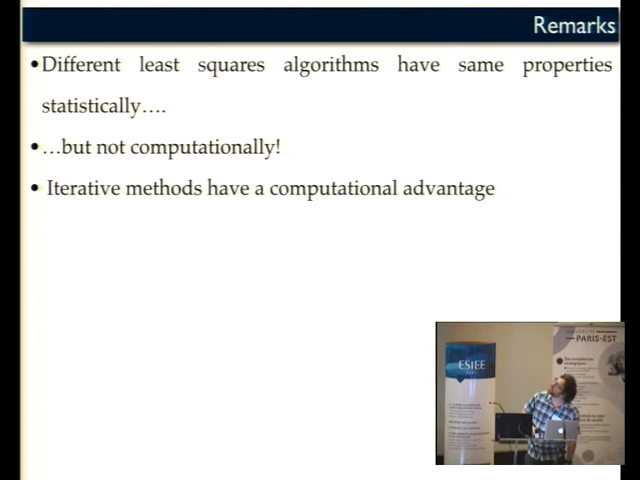 Remarks
•Different least squares algorithms have same properties
statistically….
•…but not computationally!
• Iterative methods have a computational advantage
ESIEE
UNIVERSITÉ
PARIS-EST